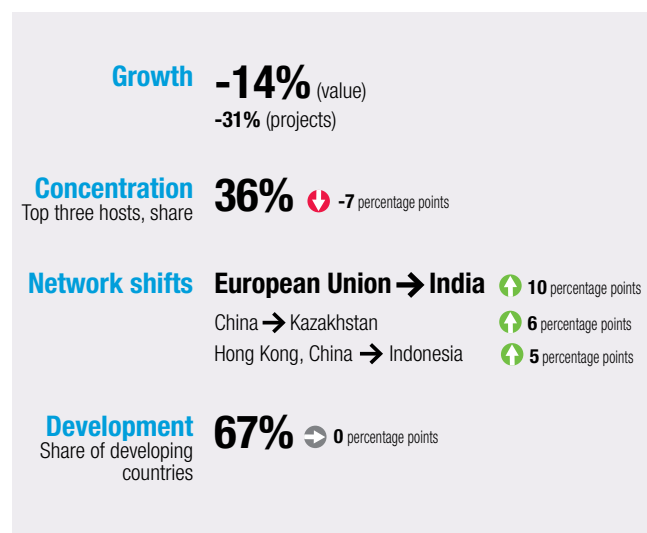 Growth -14% (value)
-31% (projects)
Concentration 36% -7 percentage points
Top three hosts, share
Network shifts European Union → India 10 percentage points
China → Kazakhstan 6 percentage points
Hong Kong, China → Indonesia 5 percentage points
Development 67% 0 percentage points
Share of developing
countries